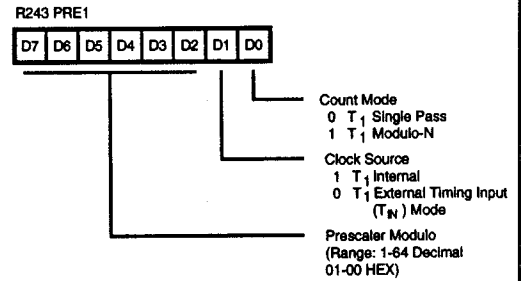 R243 PRE1
D7 D6 D5 D4 D3 D2 D1 D0
Count Mode
0 T1 Single Pass
1 T1 Modulo-N
Clock Source
1 T1 Internal
0 T1 External Timing Input
(TIN) Mode
Prescaler Modulo
(Range: 1-64 Decimal
01-00 HEX)